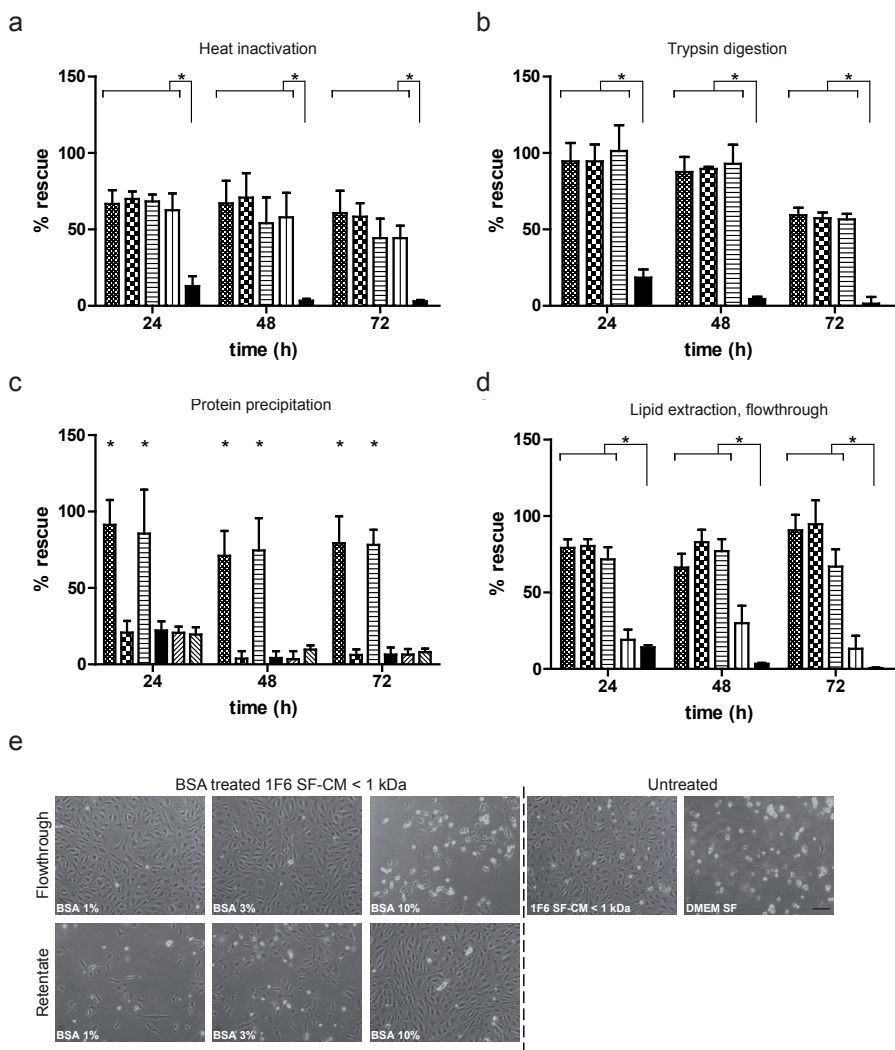 a
Heat inactivation
150
100
50
0
% rescue
* * *
24 48 72
time (h)
b
Trypsin digestion
150
100
50
0
% rescue
* * *
24 48 72
time (h)
c
Protein precipitation
150
100
50
0
% rescue
* * * * * *
24 48 72
time (h)
d
Lipid extraction, flowthrough
150
100
50
0
% rescue
* * *
24 48 72
time (h)
e
BSA treated 1F6 SF-CM < 1 kDa
Untreated
Flowthrough
BSA 1%
BSA 3%
BSA 10%
1F6 SF-CM < 1 kDa
DMEM SF
Retentate
BSA 1%
BSA 3%
BSA 10%